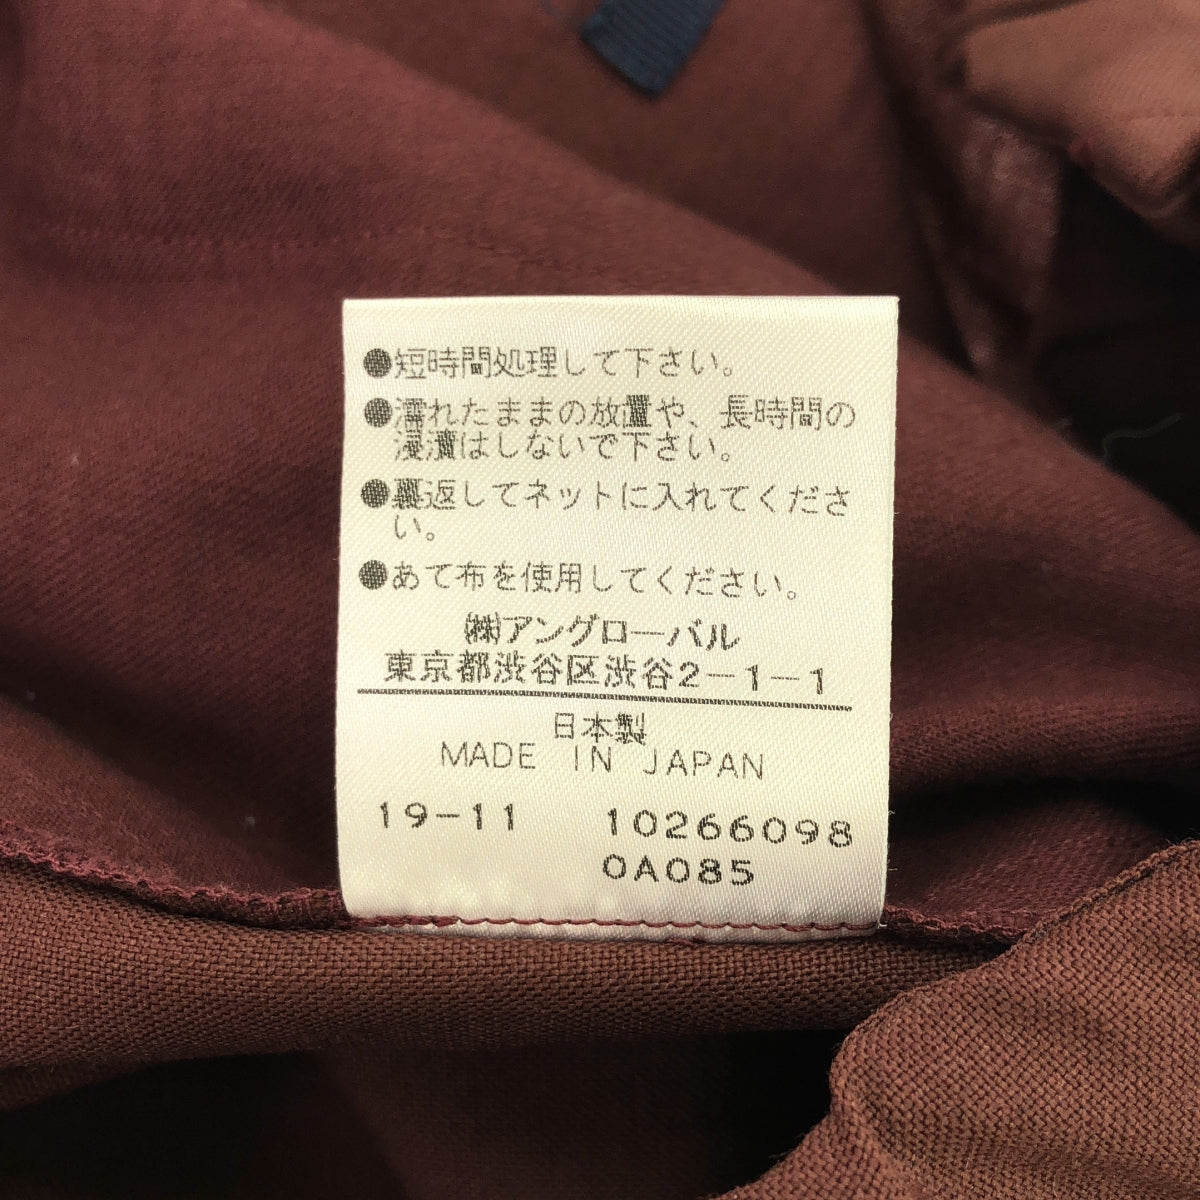 ●短時間処理して下さい。
●濡れたままの放置や、長時間の
浸漬はしないで下さい。
●裏返してネットに入れてくださ
い。
●あて布を使用してください。
㈱アングローバル
東京都渋谷区渋谷2-1-1
日本製
MADE IN JAPAN
19-11 10266098
0A085